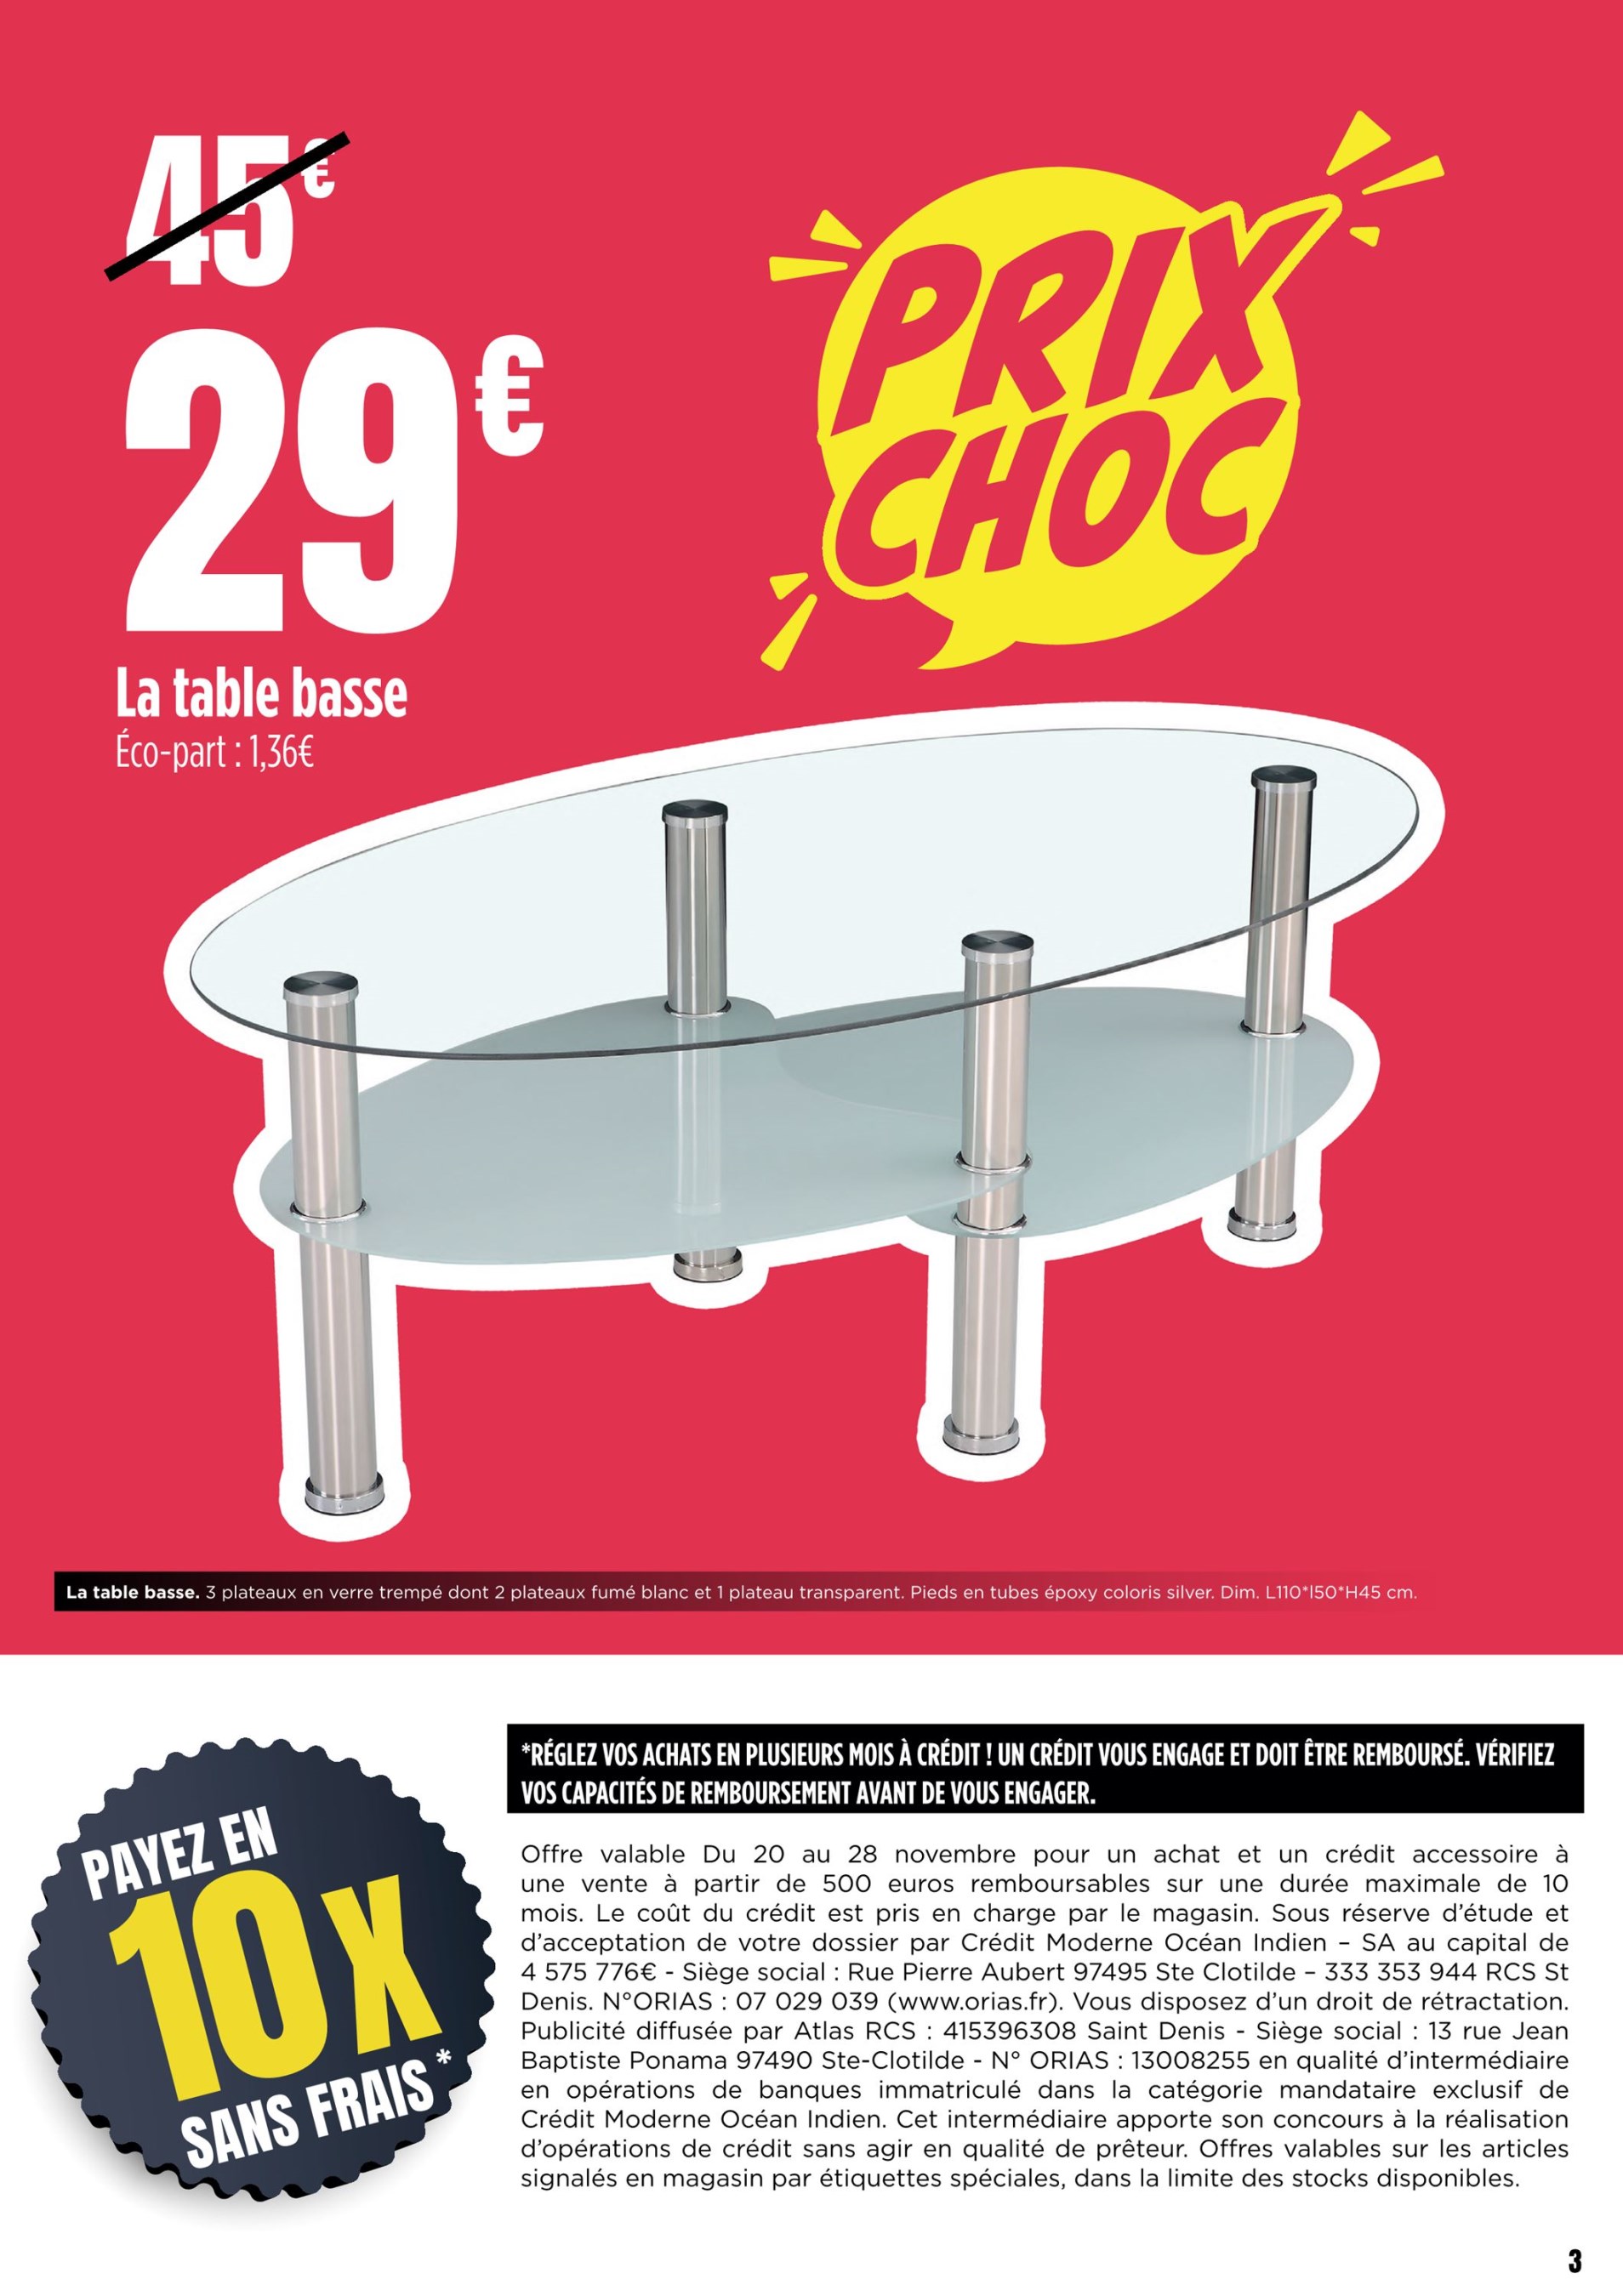 45€
29€
PRIX
CHOC
La table basse
Éco-part : 1,36€
La table basse. 3 plateaux en verre trempé dont 2 plateaux fumé blanc et 1 plateau transparent. Pieds en tubes époxy coloris silver. Dim. L110*l50*H45 cm.
PAYEZ EN
10X
SANS FRAIS*
*RÉGLEZ VOS ACHATS EN PLUSIEURS MOIS À CRÉDIT ! UN CRÉDIT VOUS ENGAGE ET DOIT ÊTRE REMBOURSÉ. VÉRIFIEZ
VOS CAPACITÉS DE REMBOURSEMENT AVANT DE VOUS ENGAGER.
Offre valable Du 20 au 28 novembre pour un achat et un crédit accessoire à
une vente à partir de 500 euros remboursables sur une durée maximale de 10
mois. Le coût du crédit est pris en charge par le magasin. Sous réserve d'étude et
d'acceptation de votre dossier par Crédit Moderne Océan Indien – SA au capital de
4 575 776€ - Siège social : Rue Pierre Aubert 97495 Ste Clotilde – 333 353 944 RCS St
Denis. N°ORIAS : 07 029 039 (www.orias.fr). Vous disposez d'un droit de rétractation.
Publicité diffusée par Atlas RCS : 415396308 Saint Denis - Siège social : 13 rue Jean
Baptiste Ponama 97490 Ste-Clotilde - N° ORIAS : 13008255 en qualité d'intermédiaire
en opérations de banques immatriculé dans la catégorie mandataire exclusif de
Crédit Moderne Océan Indien. Cet intermédiaire apporte son concours à la réalisation
d'opérations de crédit sans agir en qualité de prêteur. Offres valables sur les articles
signalés en magasin par étiquettes spéciales, dans la limite des stocks disponibles.
3